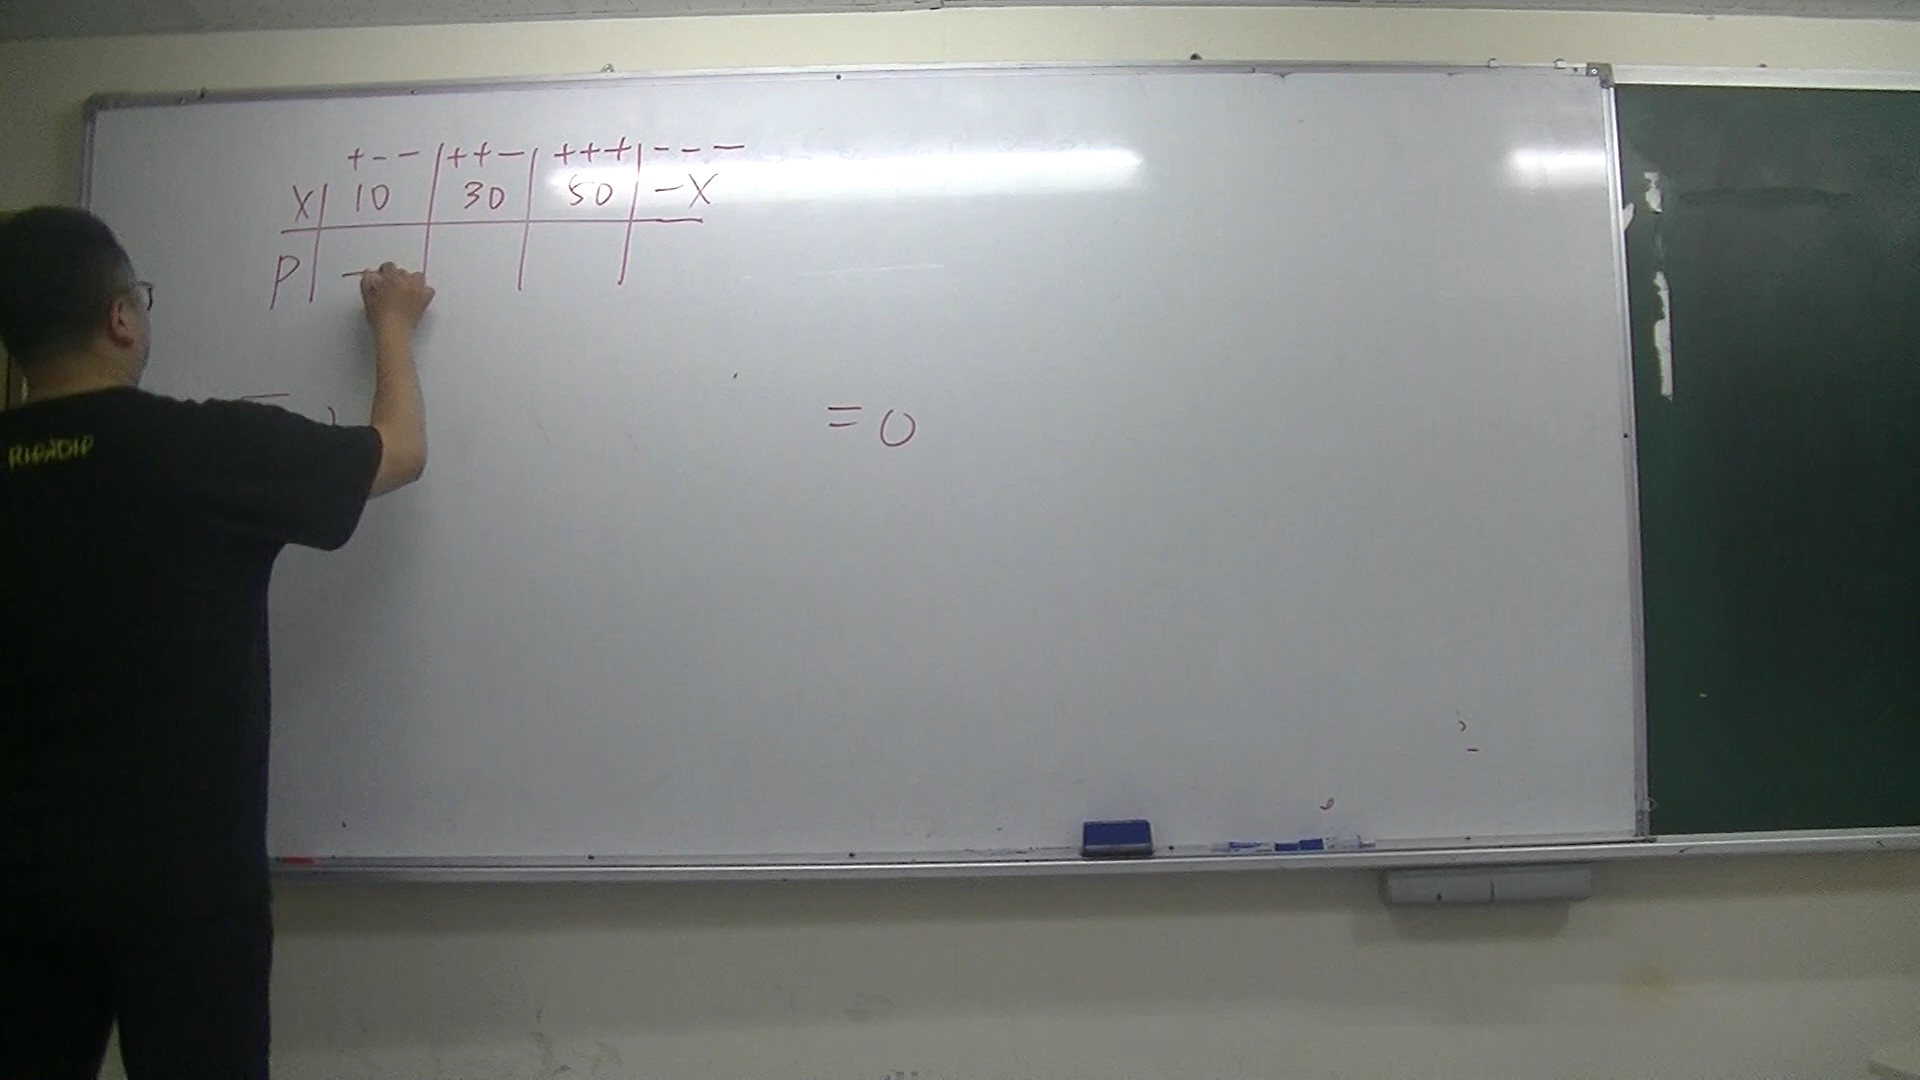 + - - | + + - | + + + | - - -
X | 10 | 30 | 50 | -X
P
= 0